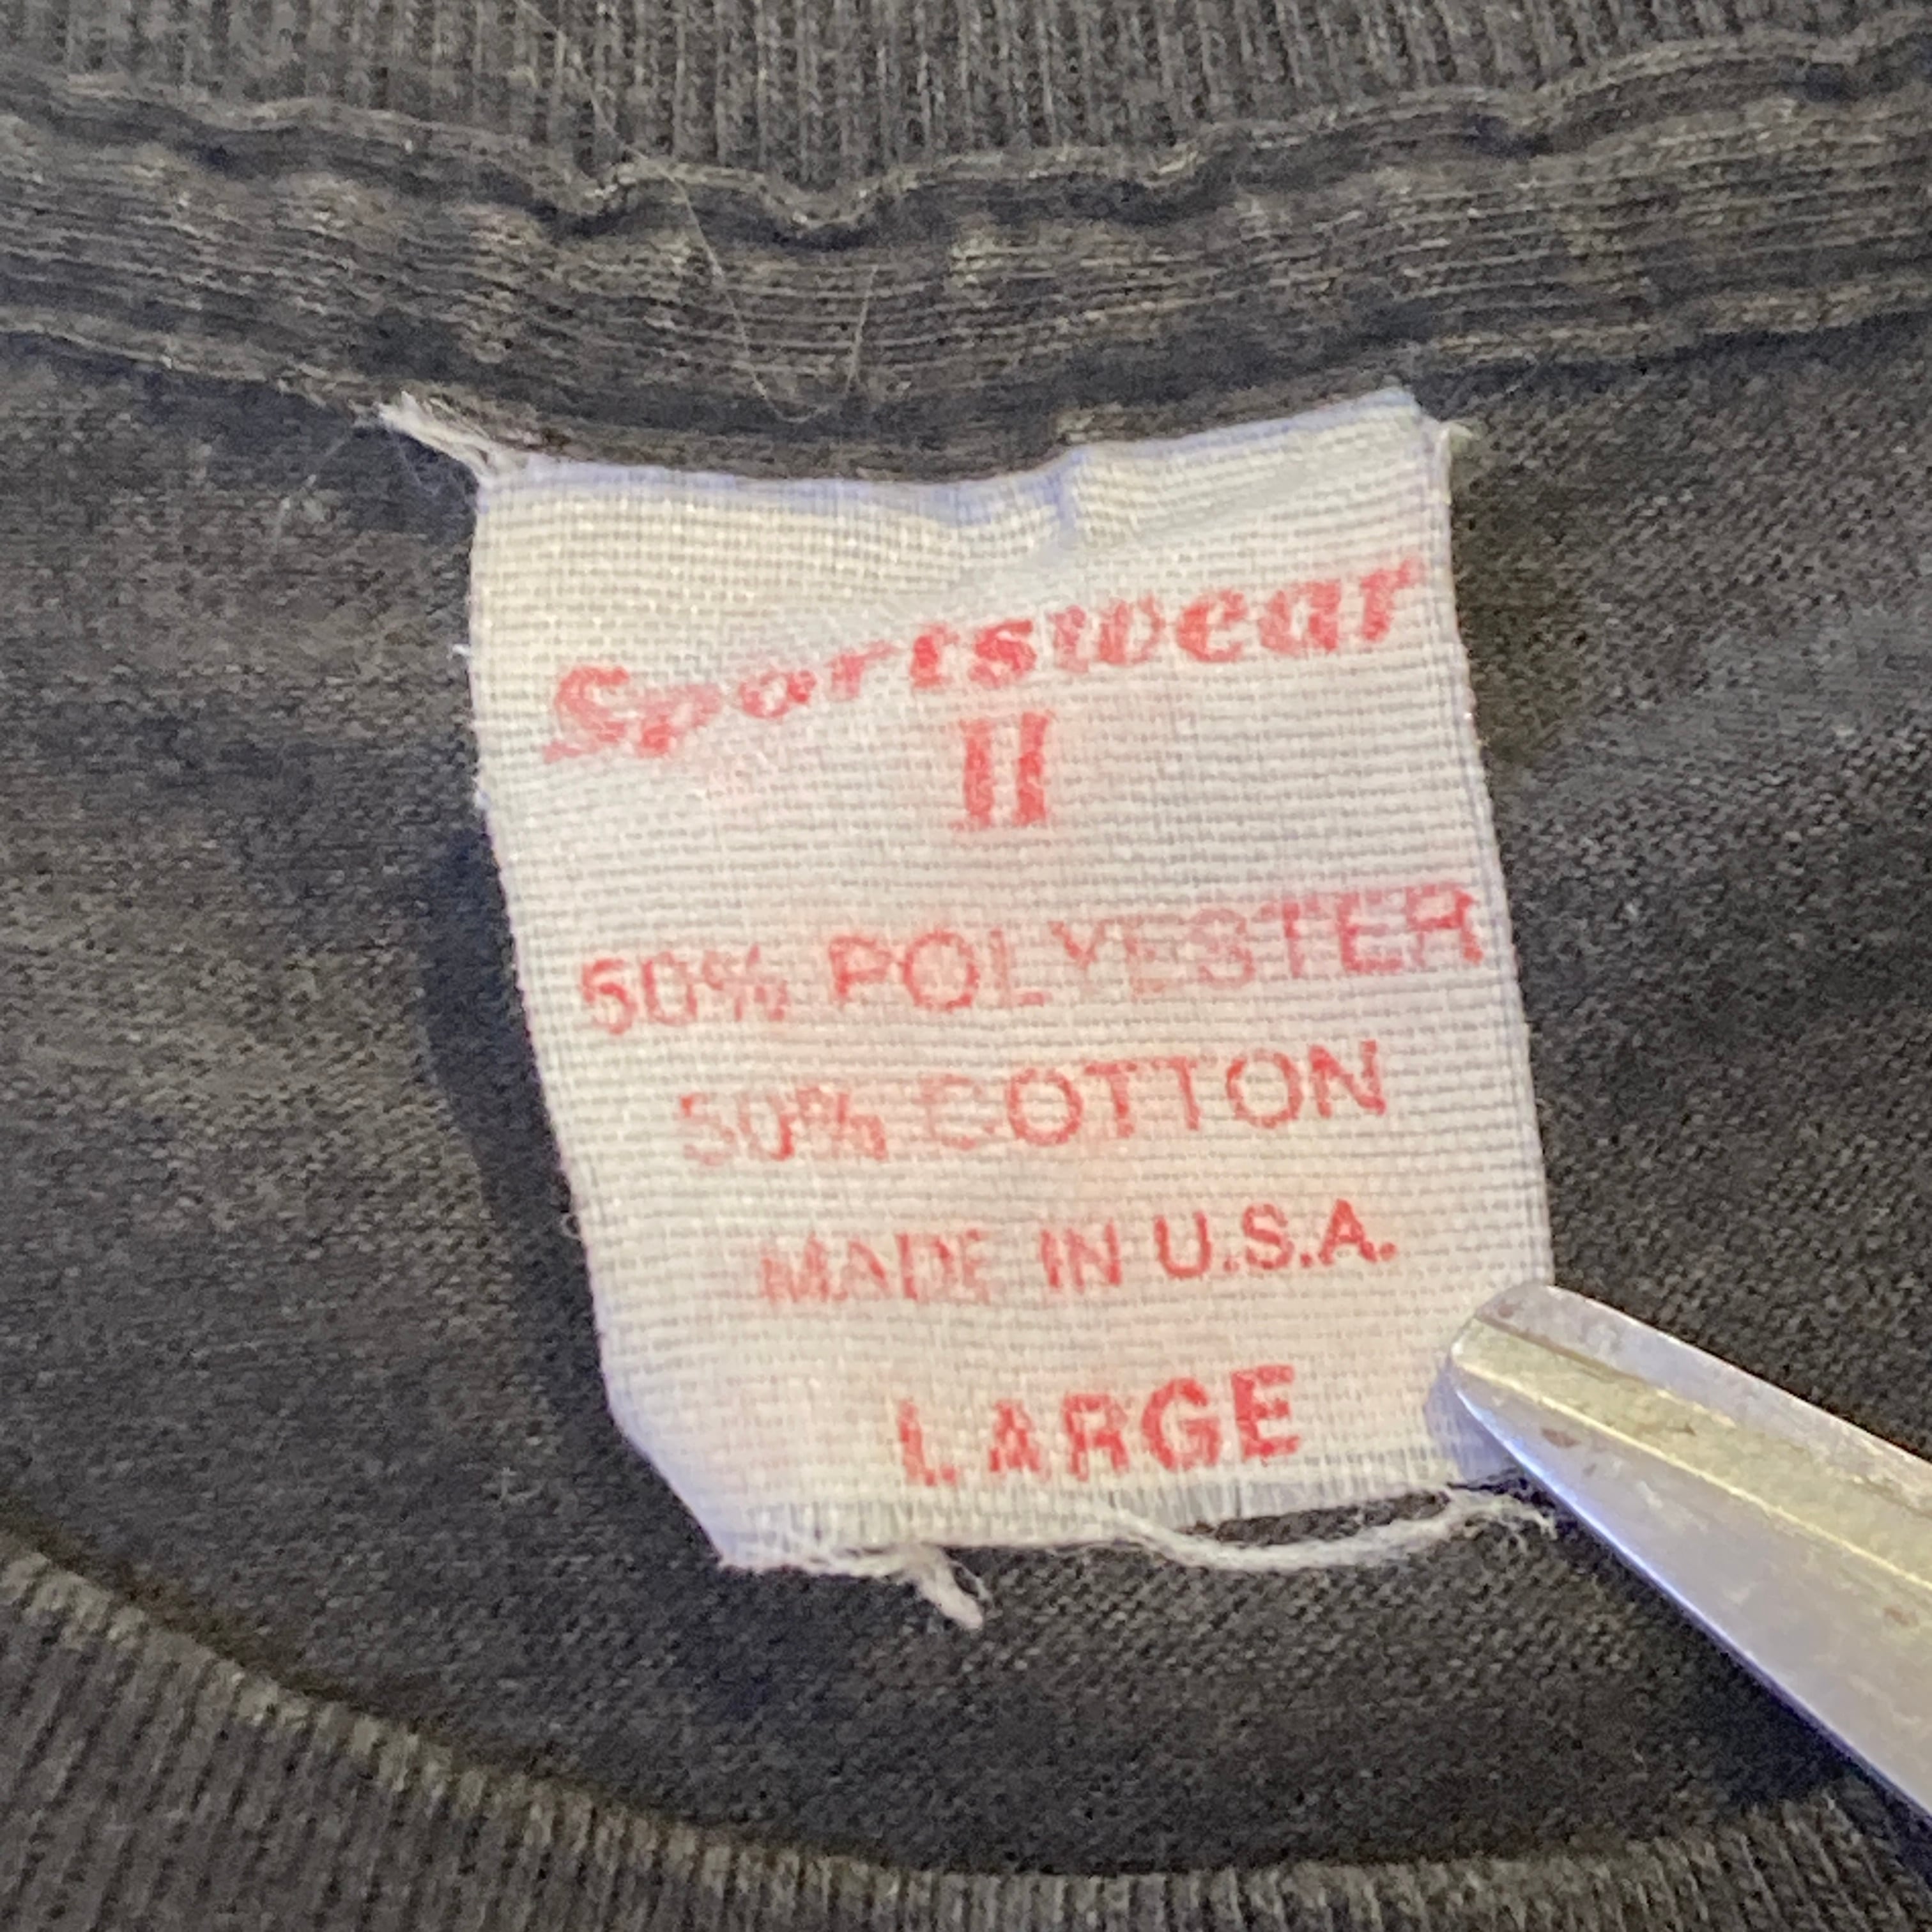 Sportswear
II
50% POLYESTER
50% COTTON
MADE IN U.S.A.
LARGE